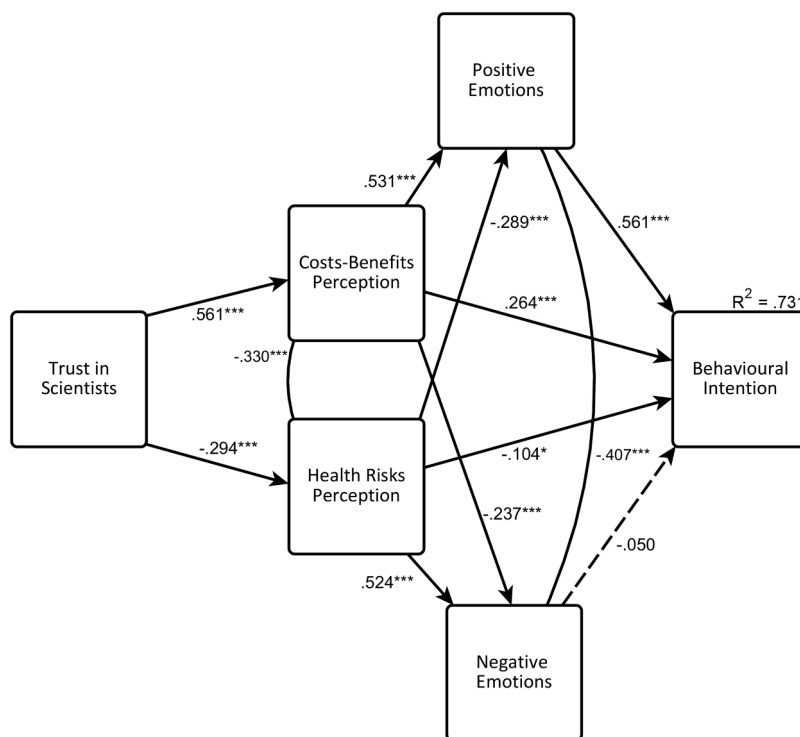 Positive
Emotions
.531***
-.289***
.561***
Costs-Benefits
Perception
.264***
R2 = .731
.561***
-.330***
Trust in
Scientists
Behavioural
Intention
-.294***
Health Risks
Perception
-.104*
-.407***
-.237***
-.050
.524***
Negative
Emotions